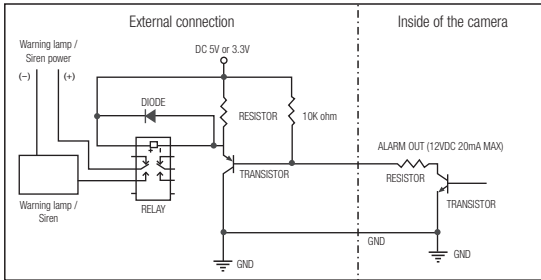 External connection
Inside of the camera
Warning lamp /
Siren power
(−)
(+)
DC 5V or 3.3V
DIODE
RESISTOR
10K ohm
+
-
ALARM OUT (12VDC 20mA MAX)
RESISTOR
TRANSISTOR
TRANSISTOR
Warning lamp /
Siren
RELAY
GND
GND
GND